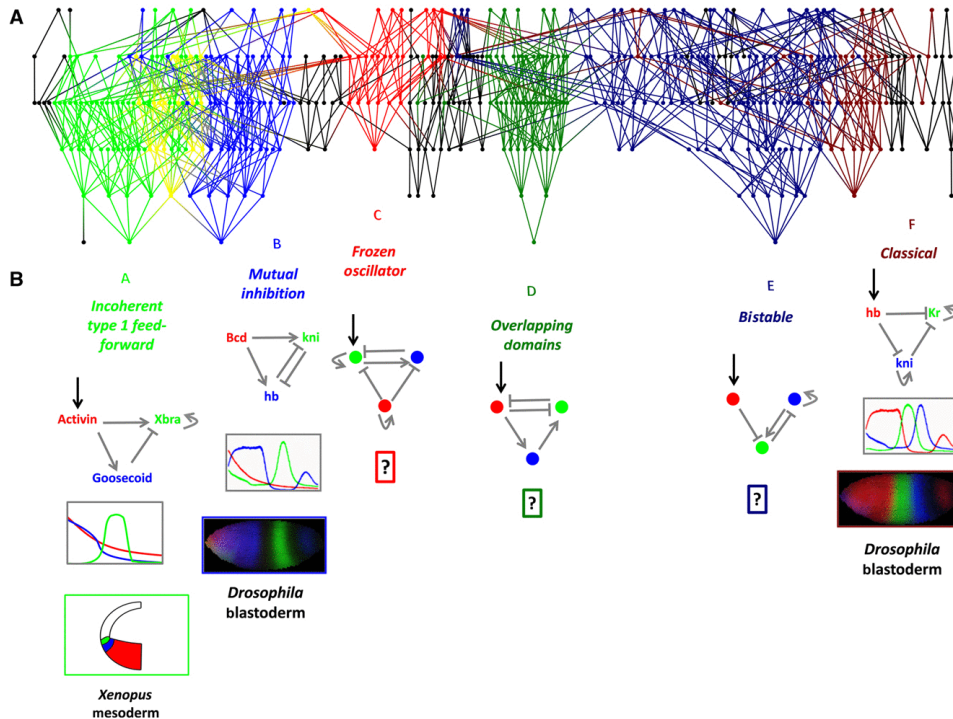 A
B
A
Incoherent
type 1 feed-
forward
Activin
Xbra
Goosecoid
Xenopus
mesoderm
B
Mutual
inhibition
Bcd
kni
hb
Drosophila
blastoderm
C
Frozen
oscillator
?
D
Overlapping
domains
?
E
Bistable
?
F
Classical
hb
Kr
kni
Drosophila
blastoderm